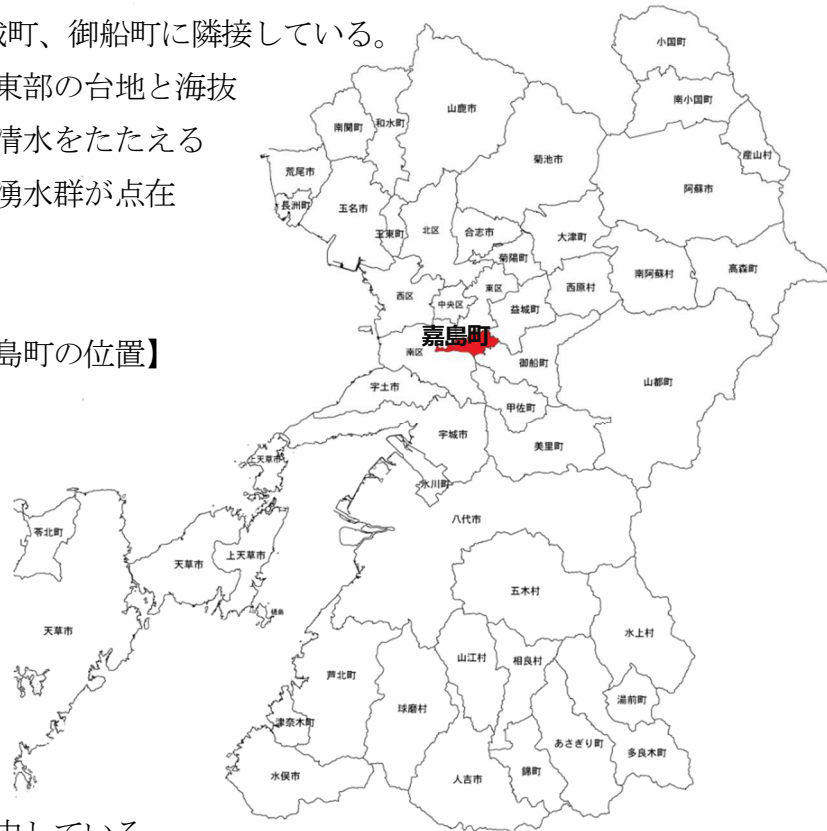 町、御船町に隣接している。
東部の台地と海抜
清水をたたえる
湧水群が点在
島町の位置】
小国町
南小国町
産山村
山鹿市
和水町
南関町
菊池市
阿蘇市
荒尾市
長洲町
玉名市
玉東町
北区
合志市
大津町
菊陽町
西区
中央区
東区
益城町
西原村
南阿蘇村
高森町
嘉島町
南区
御船町
山都町
宇土市
甲佐町
宇城市
美里町
上天草市
氷川町
八代市
苓北町
天草市
上天草市
樋島
天草市
五木村
水上村
山江村
相良村
芦北町
球磨村
湯前町
津奈木町
あさぎり町
多良木町
水俣市
人吉市
錦町
している